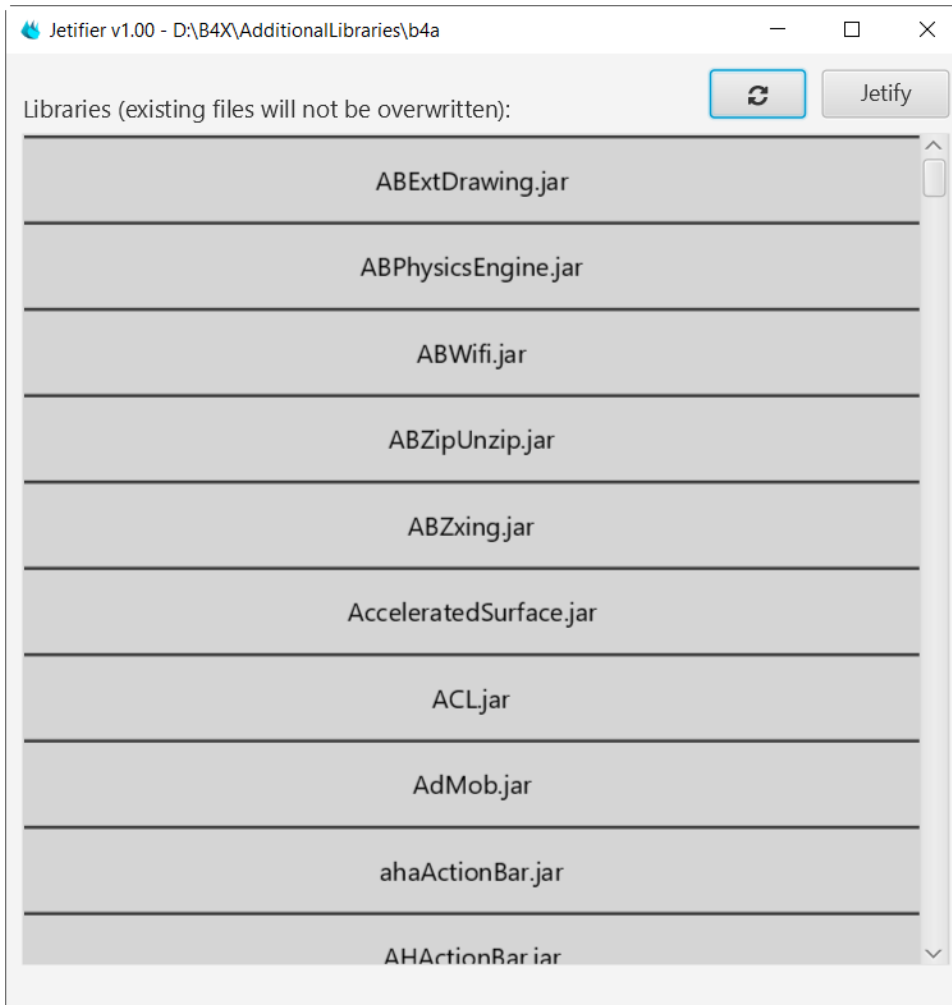 Jetifier v1.00 - D:\B4X\AdditionalLibraries\b4a
Libraries (existing files will not be overwritten):
Jetify
ABExtDrawing.jar
ABPhysicsEngine.jar
ABWifi.jar
ABZipUnzip.jar
ABZxing.jar
AcceleratedSurface.jar
ACL.jar
AdMob.jar
ahaActionBar.jar
AHActionBar.jar